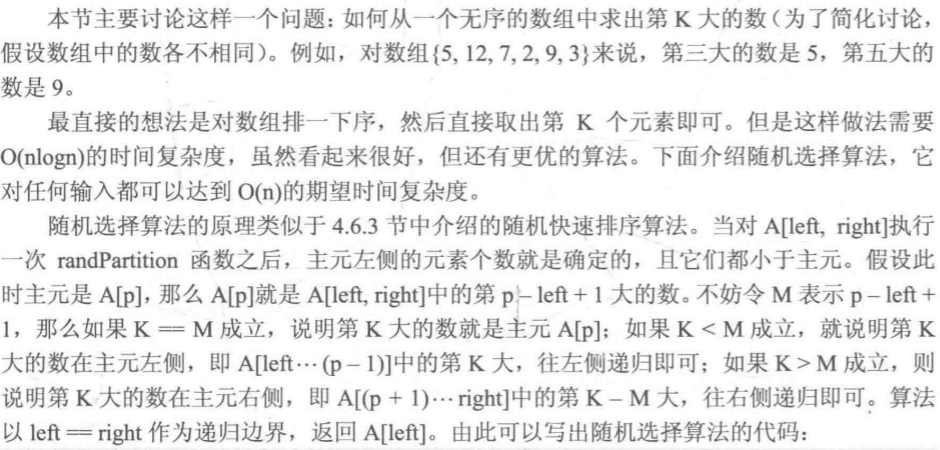 本节主要讨论这样一个问题：如何从一个无序的数组中求出第 K 大的数（为了简化讨论，
假设数组中的数各不相同）。例如，对数组{5, 12, 7, 2, 9, 3}来说，第三大的数是 5，第五大的
数是 9。
最直接的想法是对数组排一下序，然后直接取出第 K 个元素即可。但是这样做法需要
O(nlogn)的时间复杂度，虽然看起来很好，但还有更优的算法。下面介绍随机选择算法，它
对任何输入都可以达到 O(n)的期望时间复杂度。
随机选择算法的原理类似于 4.6.3 节中介绍的随机快速排序算法。当对 A[left, right]执行
一次 randPartition 函数之后，主元左侧的元素个数就是确定的，且它们都小于主元。假设此
时主元是 A[p]，那么 A[p]就是 A[left, right]中的第 p – left + 1 大的数。不妨令 M 表示 p – left +
1，那么如果 K == M 成立，说明第 K 大的数就是主元 A[p]；如果 K < M 成立，就说明第 K
大的数在主元左侧，即 A[left⋯(p – 1)]中的第 K 大，往左侧递归即可；如果 K > M 成立，则
说明第 K 大的数在主元右侧，即 A[(p + 1)⋯right]中的第 K – M 大，往右侧递归即可。算法
以 left == right 作为递归边界，返回 A[left]。由此可以写出随机选择算法的代码：